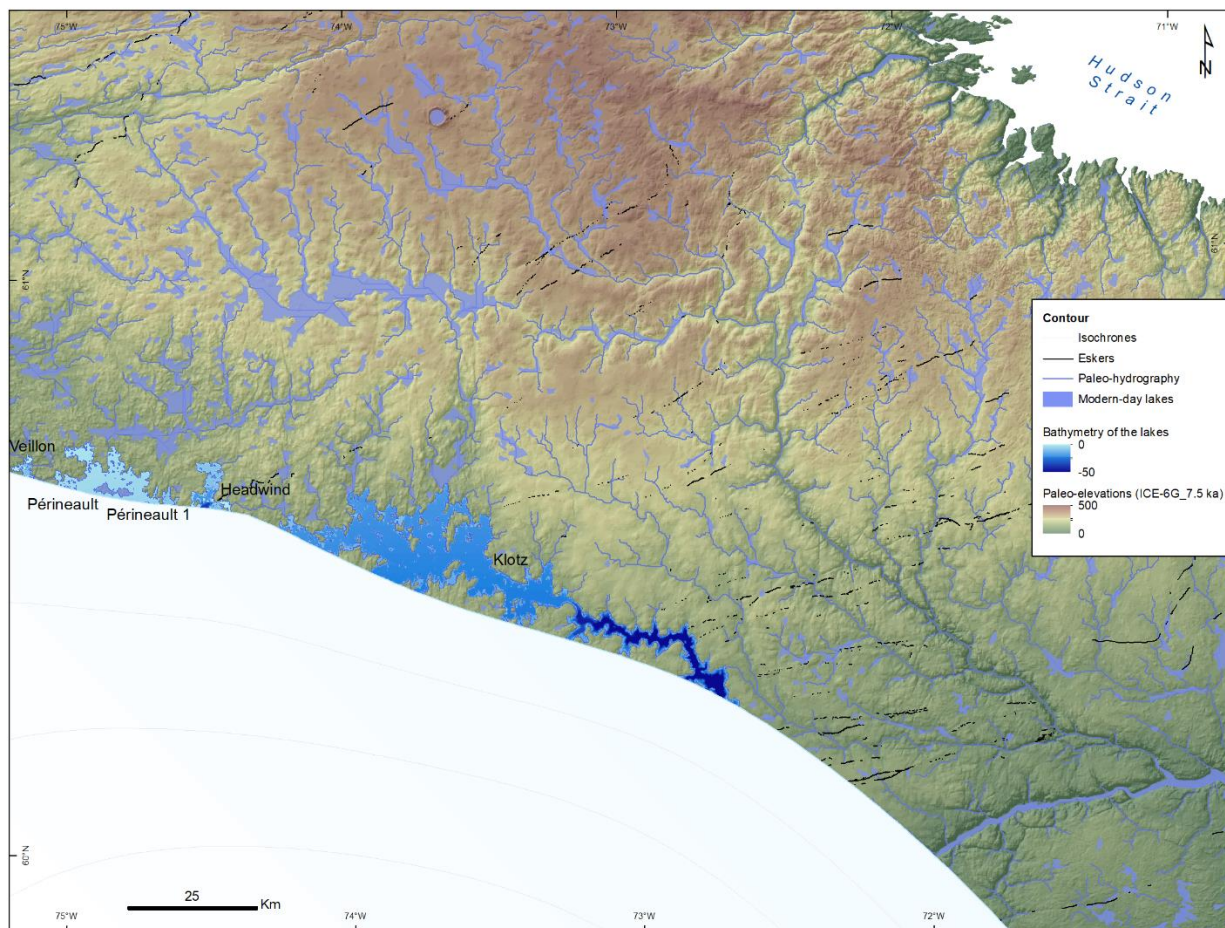 75°W
74°W
73°W
72°W
71°W
N
Hudson
Strait
61°N
61°N
Contour
Isochrones
Eskers
Paleo-hydrography
Modern-day lakes
Bathymetry of the lakes
0
-50
Paleo-elevations (ICE-6G_7.5 ka)
500
0
Veillon
Périneault
Périneault 1
Headwind
Klotz
60°N
25
Km
75°W
74°W
73°W
72°W